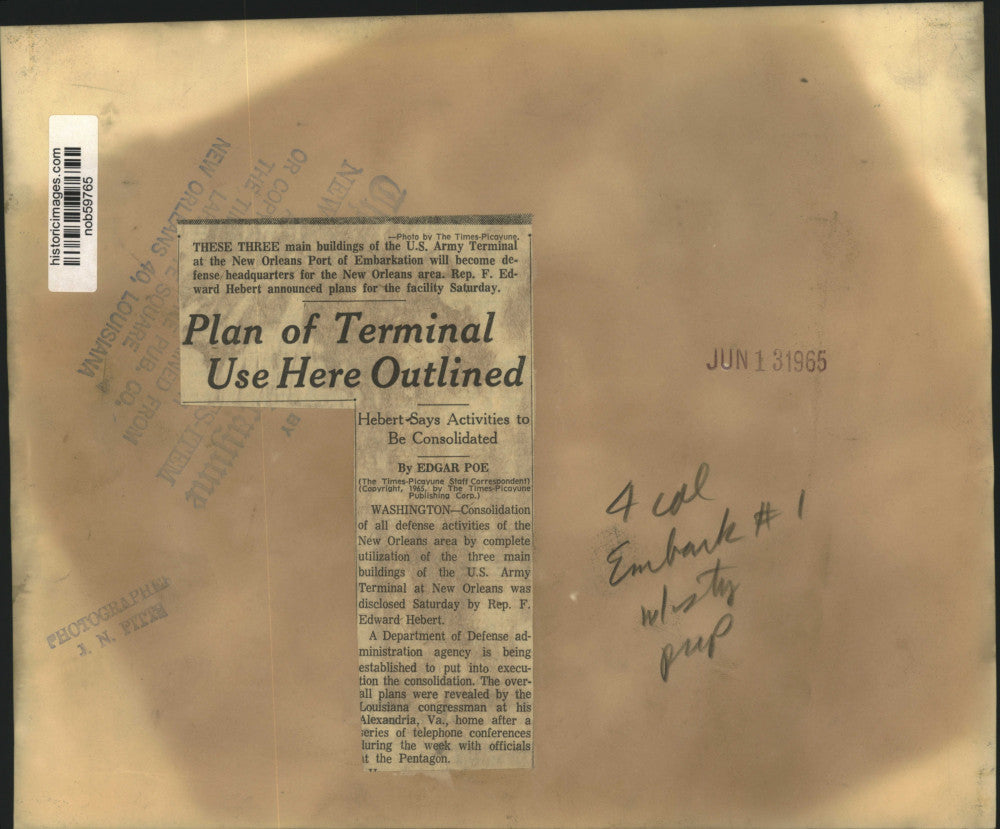 historicimages.com
nob59765
NEW ORLEANS 40, LOUISIANA
SQUARE
PUB. CO.
FROM
OR
THE
NEW
BY
PHOTOGRAPHER
J. N.
—Photo by The Times-Picayune.
THESE THREE main buildings of the U.S. Army Terminal
at the New Orleans Port of Embarkation will become de-
fense headquarters for the New Orleans area. Rep. F. Ed-
ward Hebert announced plans for the facility Saturday.
Plan of Terminal
Use Here Outlined
Hebert Says Activities to
Be Consolidated
By EDGAR POE
(The Times-Picayune Staff Correspondent)
(Copyright, 1965, by The Times-Picayune
Publishing Corp.)
WASHINGTON—Consolidation
of all defense activities of the
New Orleans area by complete
utilization of the three main
buildings of the U.S. Army
Terminal at New Orleans was
disclosed Saturday by Rep. F.
Edward Hebert.
A Department of Defense ad-
ministration agency is being
established to put into execu-
tion the consolidation. The over-
all plans were revealed by the
Louisiana congressman at his
Alexandria, Va., home after a
series of telephone conferences
during the week with officials
at the Pentagon.
JUN 1 3 1965
4 col
Embark # 1